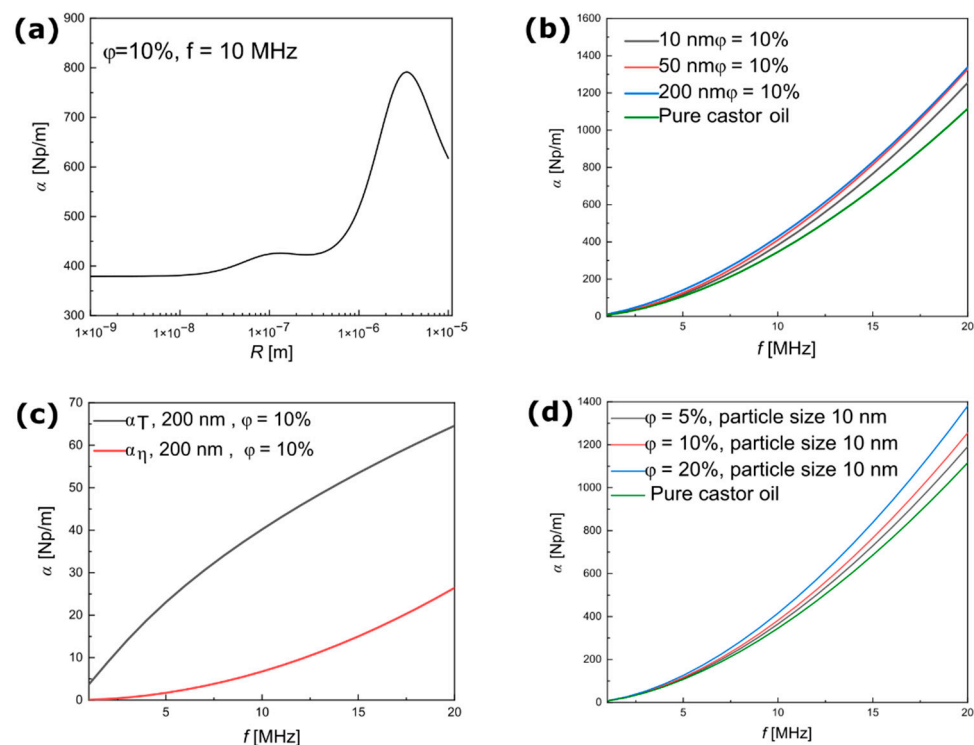 (a)
φ=10%, f = 10 MHz
900
800
700
600
500
400
300
α [Np/m]
1×10⁻⁹
1×10⁻⁸
1×10⁻⁷
1×10⁻⁶
1×10⁻⁵
R [m]
(b)
10 nmφ = 10%
50 nmφ = 10%
200 nmφ = 10%
Pure castor oil
1600
1400
1200
1000
800
600
400
200
0
α [Np/m]
5
10
15
20
f [MHz]
(c)
αT, 200 nm , φ = 10%
αη, 200 nm , φ = 10%
70
60
50
40
30
20
10
0
α [Np/m]
5
10
15
20
f [MHz]
(d)
φ = 5%, particle size 10 nm
φ = 10%, particle size 10 nm
φ = 20%, particle size 10 nm
Pure castor oil
1400
1200
1000
800
600
400
200
0
α [Np/m]
5
10
15
20
f [MHz]